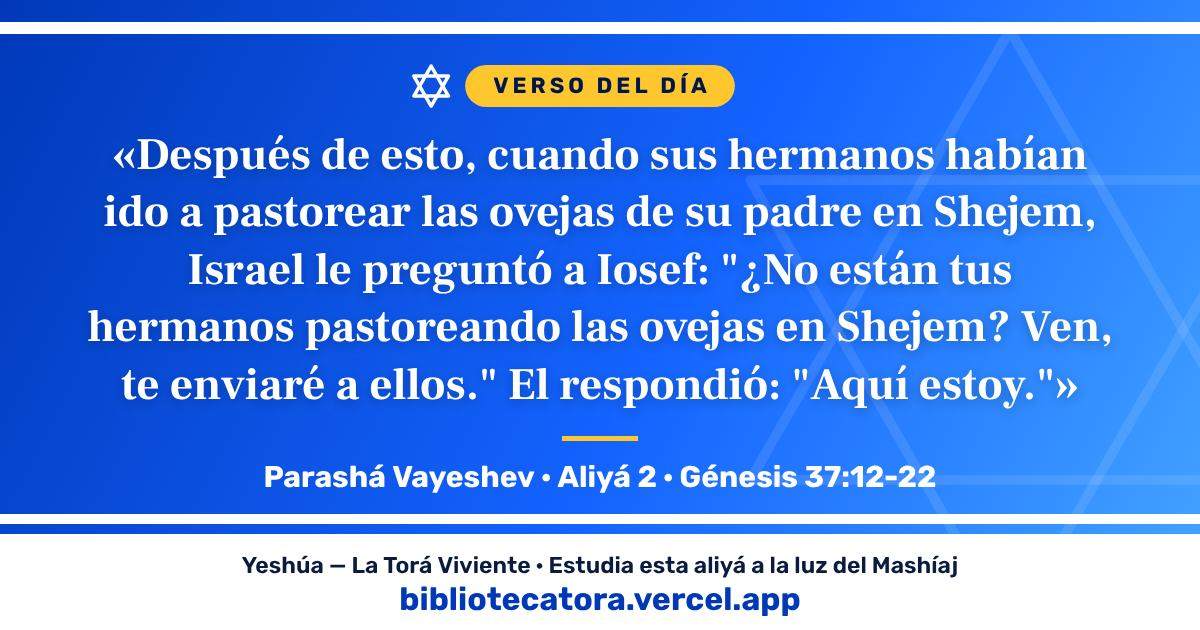 VERSO DEL DÍA
«Después de esto, cuando sus hermanos habían
ido a pastorear las ovejas de su padre en Shejem,
Israel le preguntó a Iosef: "¿No están tus
hermanos pastoreando las ovejas en Shejem? Ven,
te enviaré a ellos." El respondió: "Aquí estoy."»
Parashá Vayeshev • Aliyá 2 • Génesis 37:12-22
Yeshúa — La Torá Viviente • Estudia esta aliyá a la luz del Mashíaj
bibliotecatora.vercel.app